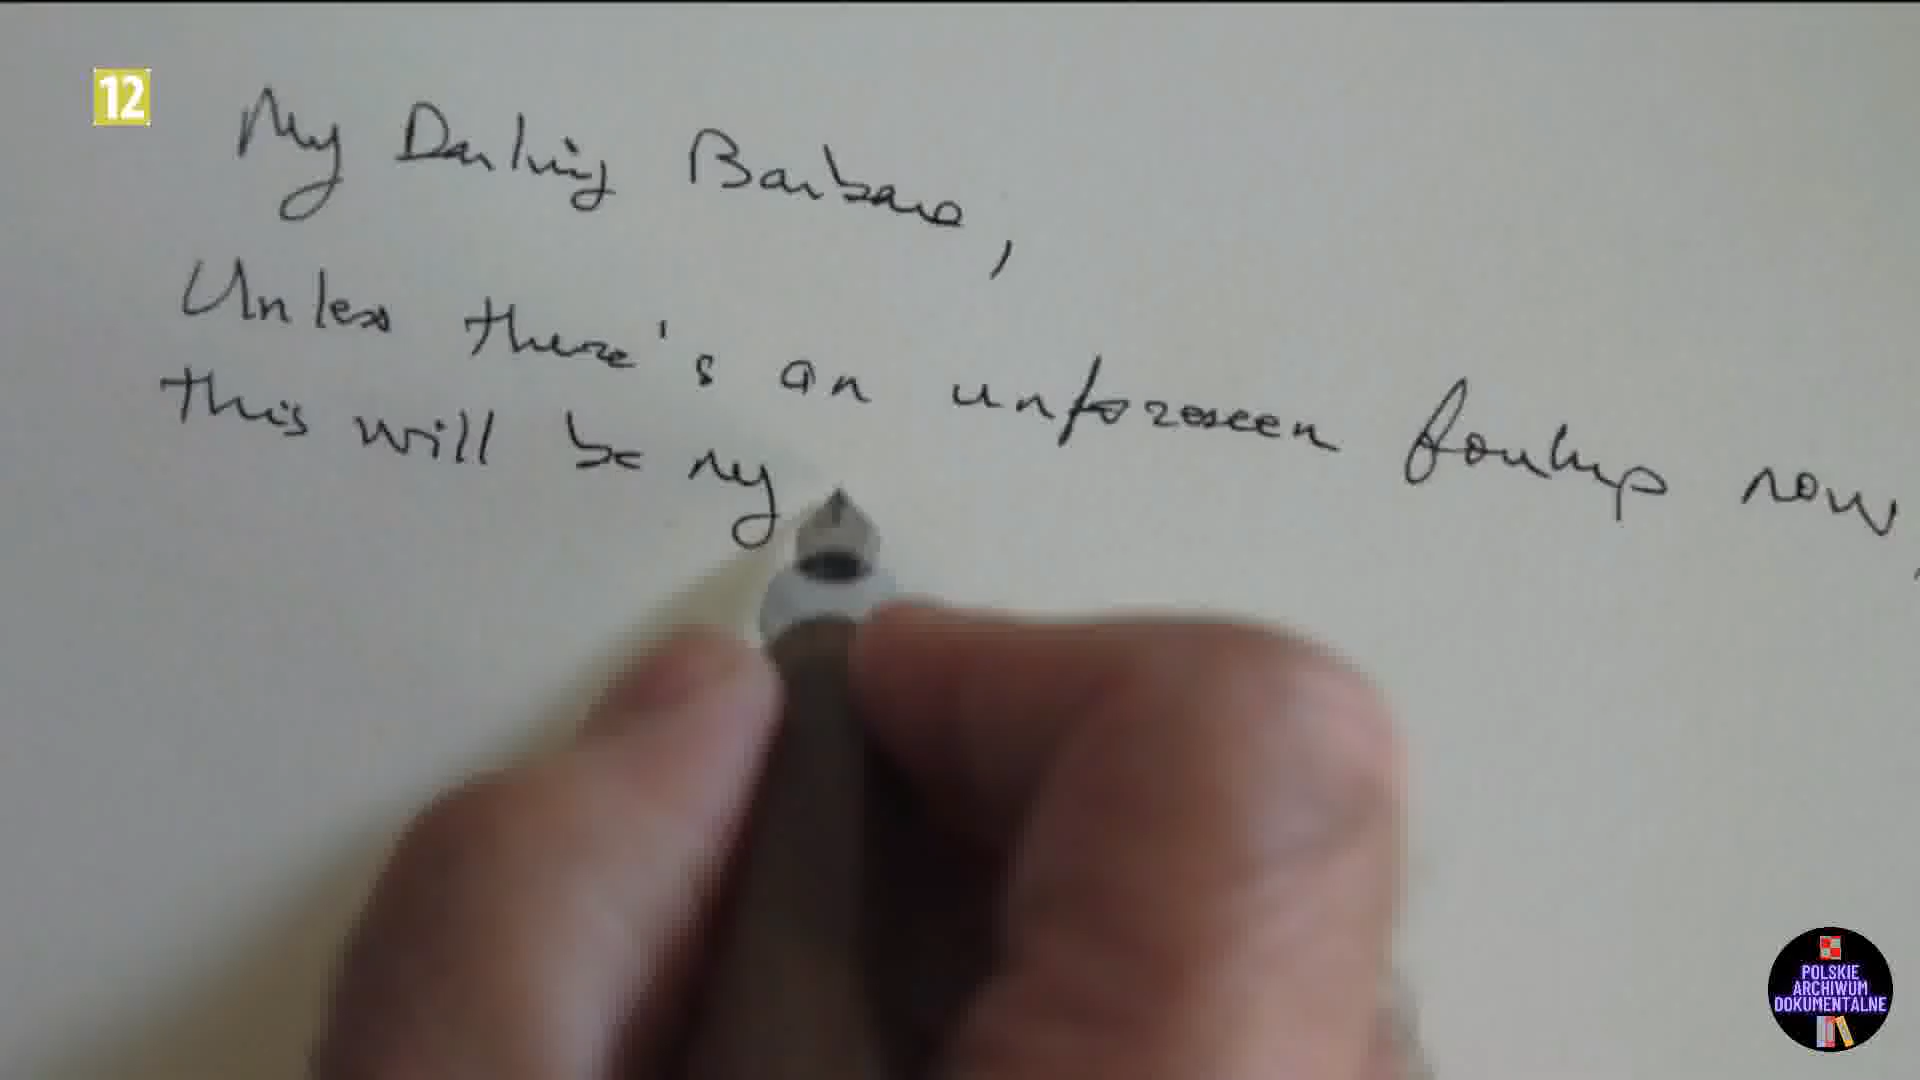 12
My Darling Barbara,
Unless there's an unforeseen foulup now,
this will be my
POLSKIE
ARCHIWUM
DOKUMENTALNE